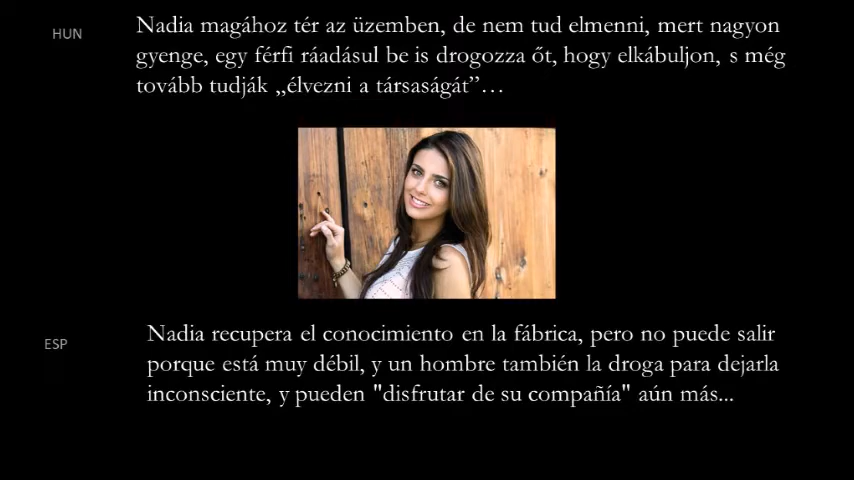 HUN
Nadia magához tér az üzemben, de nem tud elmenni, mert nagyon
gyenge, egy férfi ráadásul be is drogozza őt, hogy elkábuljon, s még
tovább tudják „élvezni a társaságát”…
ESP
Nadia recupera el conocimiento en la fábrica, pero no puede salir
porque está muy débil, y un hombre también la droga para dejarla
inconsciente, y pueden "disfrutar de su compañía" aún más...